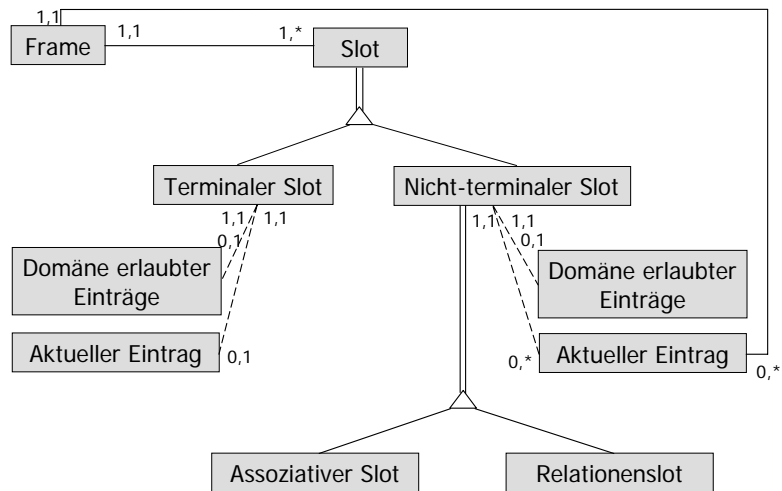 1,1
Frame
1,1
1,*
Slot
Terminaler Slot
Nicht-terminaler Slot
1,1
1,1
1,1
1,1
0,1
0,1
Domäne erlaubter
Einträge
Domäne erlaubter
Einträge
Aktueller Eintrag
0,1
0,*
Aktueller Eintrag
0,*
Assoziativer Slot
Relationenslot